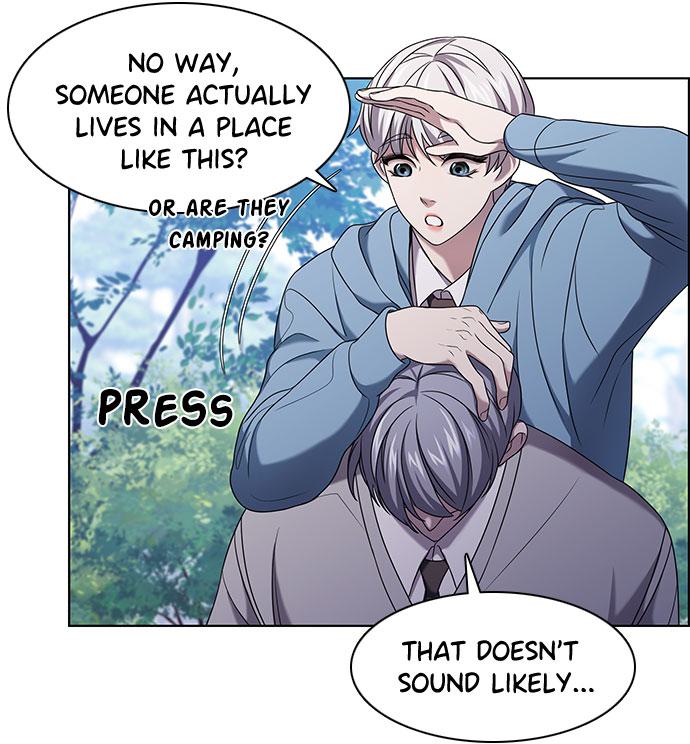 NO WAY,
SOMEONE ACTUALLY
LIVES IN A PLACE
LIKE THIS?
OR ARE THEY
CAMPING?
PRESS
THAT DOESN'T
SOUND LIKELY...